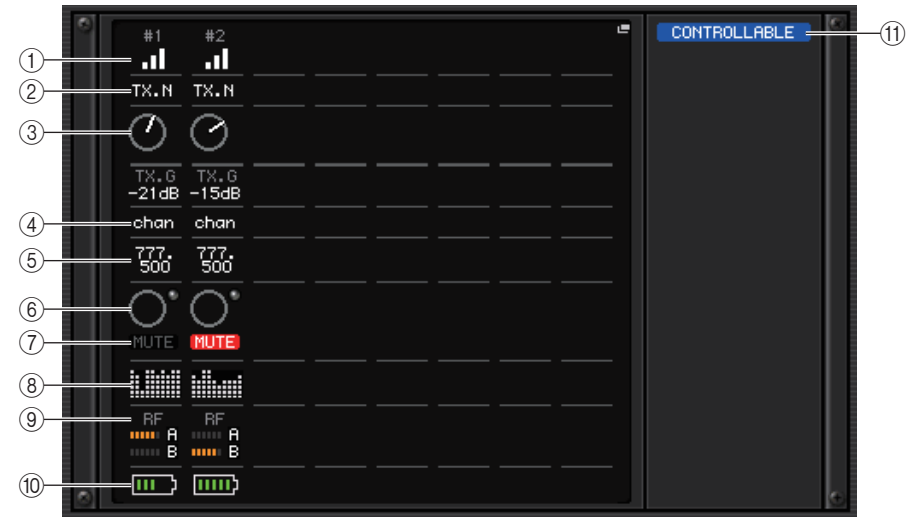 #1 #2 CONTROLLABLE ⑪
①
② TX.N TX.N
③
TX.G TX.G
-21dB -15dB
④ chan chan
⑤ 777. 777.
500 500
⑥
⑦ MUTE MUTE
⑧
⑨ RF RF
A A
B B
⑩